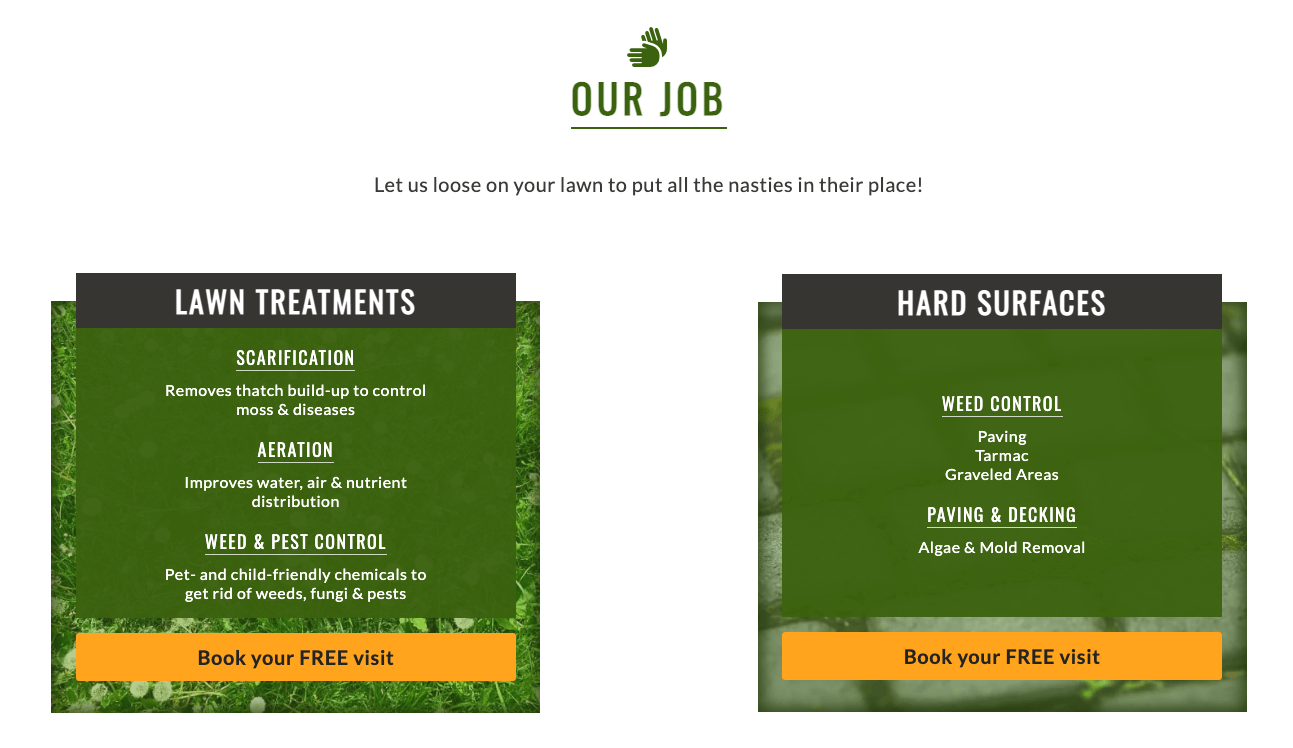 OUR JOB
Let us loose on your lawn to put all the nasties in their place!
LAWN TREATMENTS
SCARIFICATION
Removes thatch build-up to control
moss & diseases
AERATION
Improves water, air & nutrient
distribution
WEED & PEST CONTROL
Pet- and child-friendly chemicals to
get rid of weeds, fungi & pests
Book your FREE visit
HARD SURFACES
WEED CONTROL
Paving
Tarmac
Graveled Areas
PAVING & DECKING
Algae & Mold Removal
Book your FREE visit